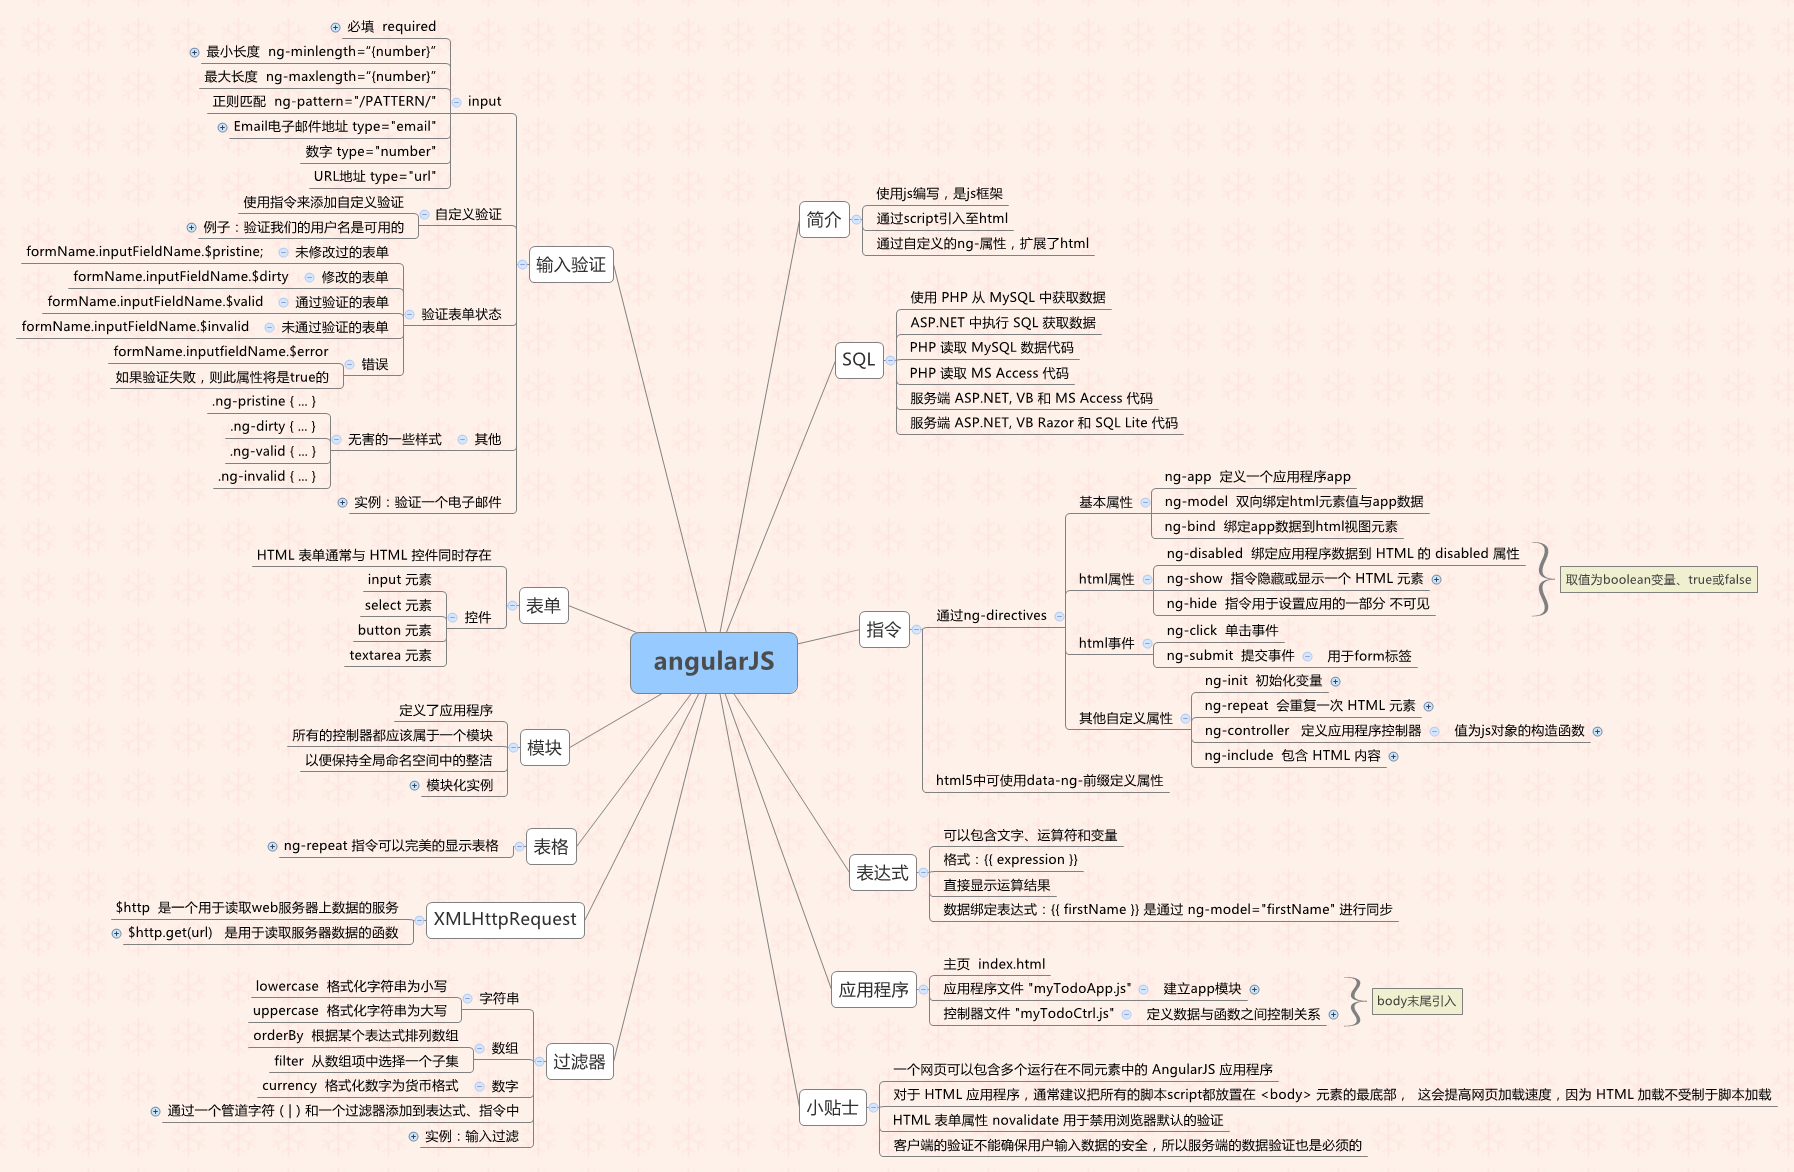 angularJS
简介
使用js编写，是js框架
通过script引入至html
通过自定义的ng-属性，扩展了html
SQL
使用 PHP 从 MySQL 中获取数据
ASP.NET 中执行 SQL 获取数据
PHP 读取 MySQL 数据代码
PHP 读取 MS Access 代码
服务端 ASP.NET, VB 和 MS Access 代码
服务端 ASP.NET, VB Razor 和 SQL Lite 代码
指令
通过ng-directives
基本属性
ng-app 定义一个应用程序app
ng-model 双向绑定html元素值与app数据
ng-bind 绑定app数据到html视图元素
html属性
ng-disabled 绑定应用程序数据到 HTML 的 disabled 属性
ng-show 指令隐藏或显示一个 HTML 元素
ng-hide 指令用于设置应用的一部分 不可见
取值为boolean变量、true或false
html事件
ng-click 单击事件
ng-submit 提交事件
用于form标签
其他自定义属性
ng-init 初始化变量
ng-repeat 会重复一次 HTML 元素
ng-controller 定义应用程序控制器
值为js对象的构造函数
ng-include 包含 HTML 内容
html5中可使用data-ng-前缀定义属性
表达式
可以包含文字、运算符和变量
格式：{{ expression }}
直接显示运算结果
数据绑定表达式：{{ firstName }} 是通过 ng-model="firstName" 进行同步
应用程序
主页 index.html
应用程序文件 "myTodoApp.js"
建立app模块
控制器文件 "myTodoCtrl.js"
定义数据与函数之间控制关系
body末尾引入
小贴士
一个网页可以包含多个运行在不同元素中的 AngularJS 应用程序
对于 HTML 应用程序，通常建议把所有的脚本script都放置在 <body> 元素的最底部， 这会提高网页加载速度，因为 HTML 加载不受制于脚本加载
HTML 表单属性 novalidate 用于禁用浏览器默认的验证
客户端的验证不能确保用户输入数据的安全，所以服务端的数据验证也是必须的
输入验证
input
必填 required
最小长度 ng-minlength=“{number}”
最大长度 ng-maxlength=“{number}”
正则匹配 ng-pattern="/PATTERN/"
Email电子邮件地址 type="email"
数字 type="number"
URL地址 type="url"
自定义验证
使用指令来添加自定义验证
例子：验证我们的用户名是可用的
验证表单状态
未修改过的表单
formName.inputFieldName.$pristine;
修改的表单
formName.inputFieldName.$dirty
通过验证的表单
formName.inputFieldName.$valid
未通过验证的表单
formName.inputFieldName.$invalid
错误
formName.inputfieldName.$error
如果验证失败，则此属性将是true的
其他
无害的一些样式
.ng-pristine { ... }
.ng-dirty { ... }
.ng-valid { ... }
.ng-invalid { ... }
实例：验证一个电子邮件
表单
HTML 表单通常与 HTML 控件同时存在
控件
input 元素
select 元素
button 元素
textarea 元素
模块
定义了应用程序
所有的控制器都应该属于一个模块
以便保持全局命名空间中的整洁
模块化实例
表格
ng-repeat 指令可以完美的显示表格
XMLHttpRequest
$http 是一个用于读取web服务器上数据的服务
$http.get(url) 是用于读取服务器数据的函数
过滤器
字符串
lowercase 格式化字符串为小写
uppercase 格式化字符串为大写
数组
orderBy 根据某个表达式排列数组
filter 从数组项中选择一个子集
数字
currency 格式化数字为货币格式
通过一个管道字符 ( | ) 和一个过滤器添加到表达式、指令中
实例：输入过滤